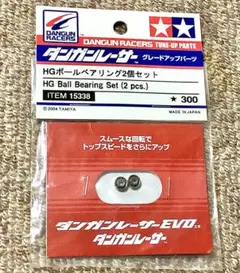 DANGUN
RACERS
TAMIYA
DANGUN RACERS TUNE-UP PARTS
ダンガンレーサー グレードアップパーツ
HGボールベアリング2個セット
HG Ball Bearing Set (2 pcs.)
ITEM 15338
★ 300
©2004 TAMIYA
MADE IN JAPAN
スムースな回転で
トップスピードをさらにアップ
ダンガンレーサーEVO.
ダンガンレーサー